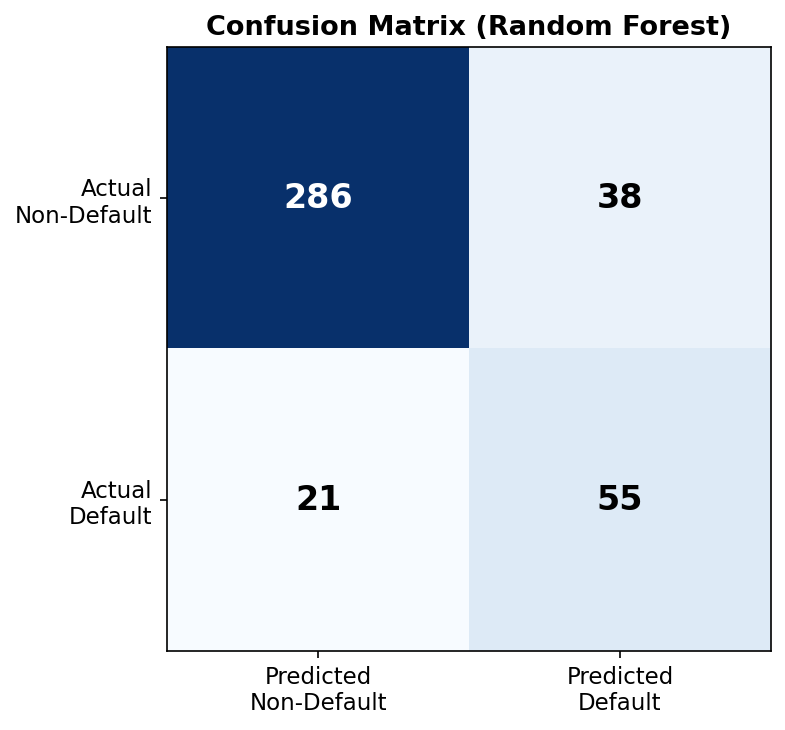 Confusion Matrix (Random Forest)
Actual
Non-Default
286
38
Actual
Default
21
55
Predicted
Non-Default
Predicted
Default